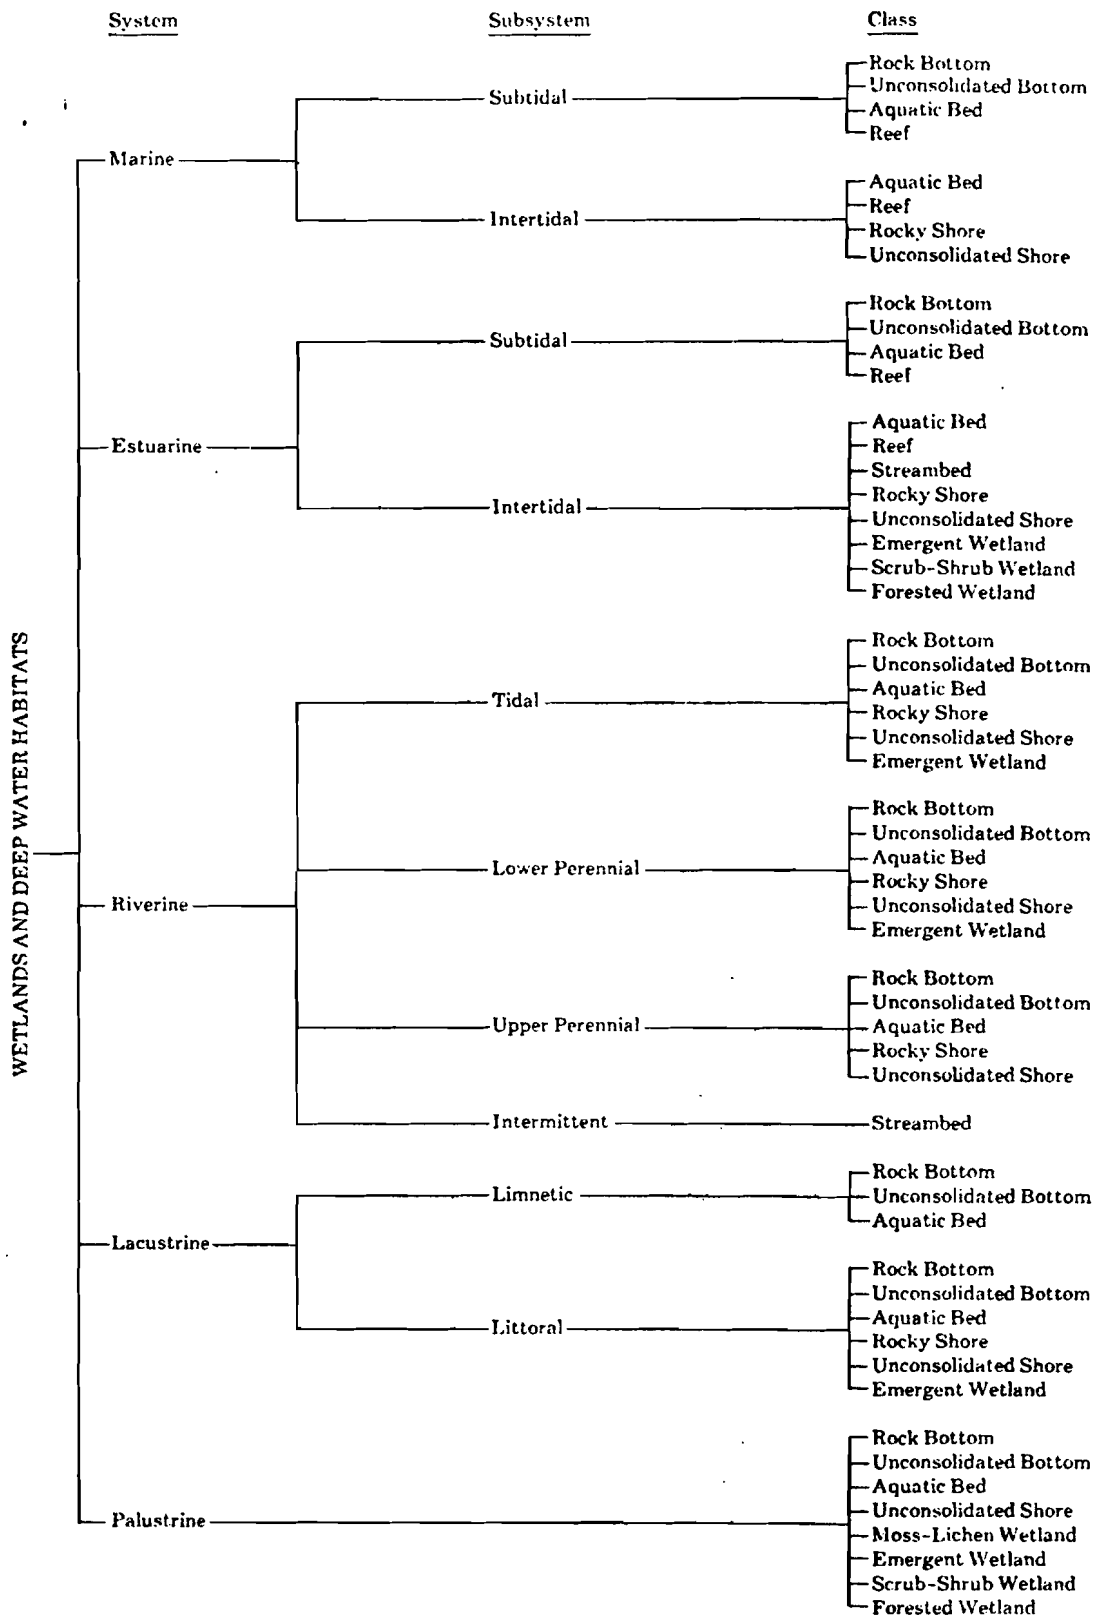 System Subsystem Class
Rock Bottom
Unconsolidated Bottom
Subtidal
Aquatic Bed
Reef
Marine
Aquatic Bed
Reef
Intertidal
Rocky Shore
Unconsolidated Shore
Rock Bottom
Unconsolidated Bottom
Subtidal
Aquatic Bed
Reef
Estuarine
Aquatic Bed
Reef
Streambed
Rocky Shore
Intertidal
Unconsolidated Shore
Emergent Wetland
Scrub-Shrub Wetland
Forested Wetland
WETLANDS AND DEEP WATER HABITATS
Rock Bottom
Unconsolidated Bottom
Aquatic Bed
Tidal
Rocky Shore
Unconsolidated Shore
Emergent Wetland
Rock Bottom
Unconsolidated Bottom
Aquatic Bed
Lower Perennial
Rocky Shore
Riverine
Unconsolidated Shore
Emergent Wetland
Rock Bottom
Unconsolidated Bottom
Upper Perennial
Aquatic Bed
Rocky Shore
Unconsolidated Shore
Intermittent
Streambed
Rock Bottom
Limnetic
Unconsolidated Bottom
Aquatic Bed
Lacustrine
Rock Bottom
Unconsolidated Bottom
Aquatic Bed
Littoral
Rocky Shore
Unconsolidated Shore
Emergent Wetland
Rock Bottom
Unconsolidated Bottom
Aquatic Bed
Unconsolidated Shore
Palustrine
Moss-Lichen Wetland
Emergent Wetland
Scrub-Shrub Wetland
Forested Wetland